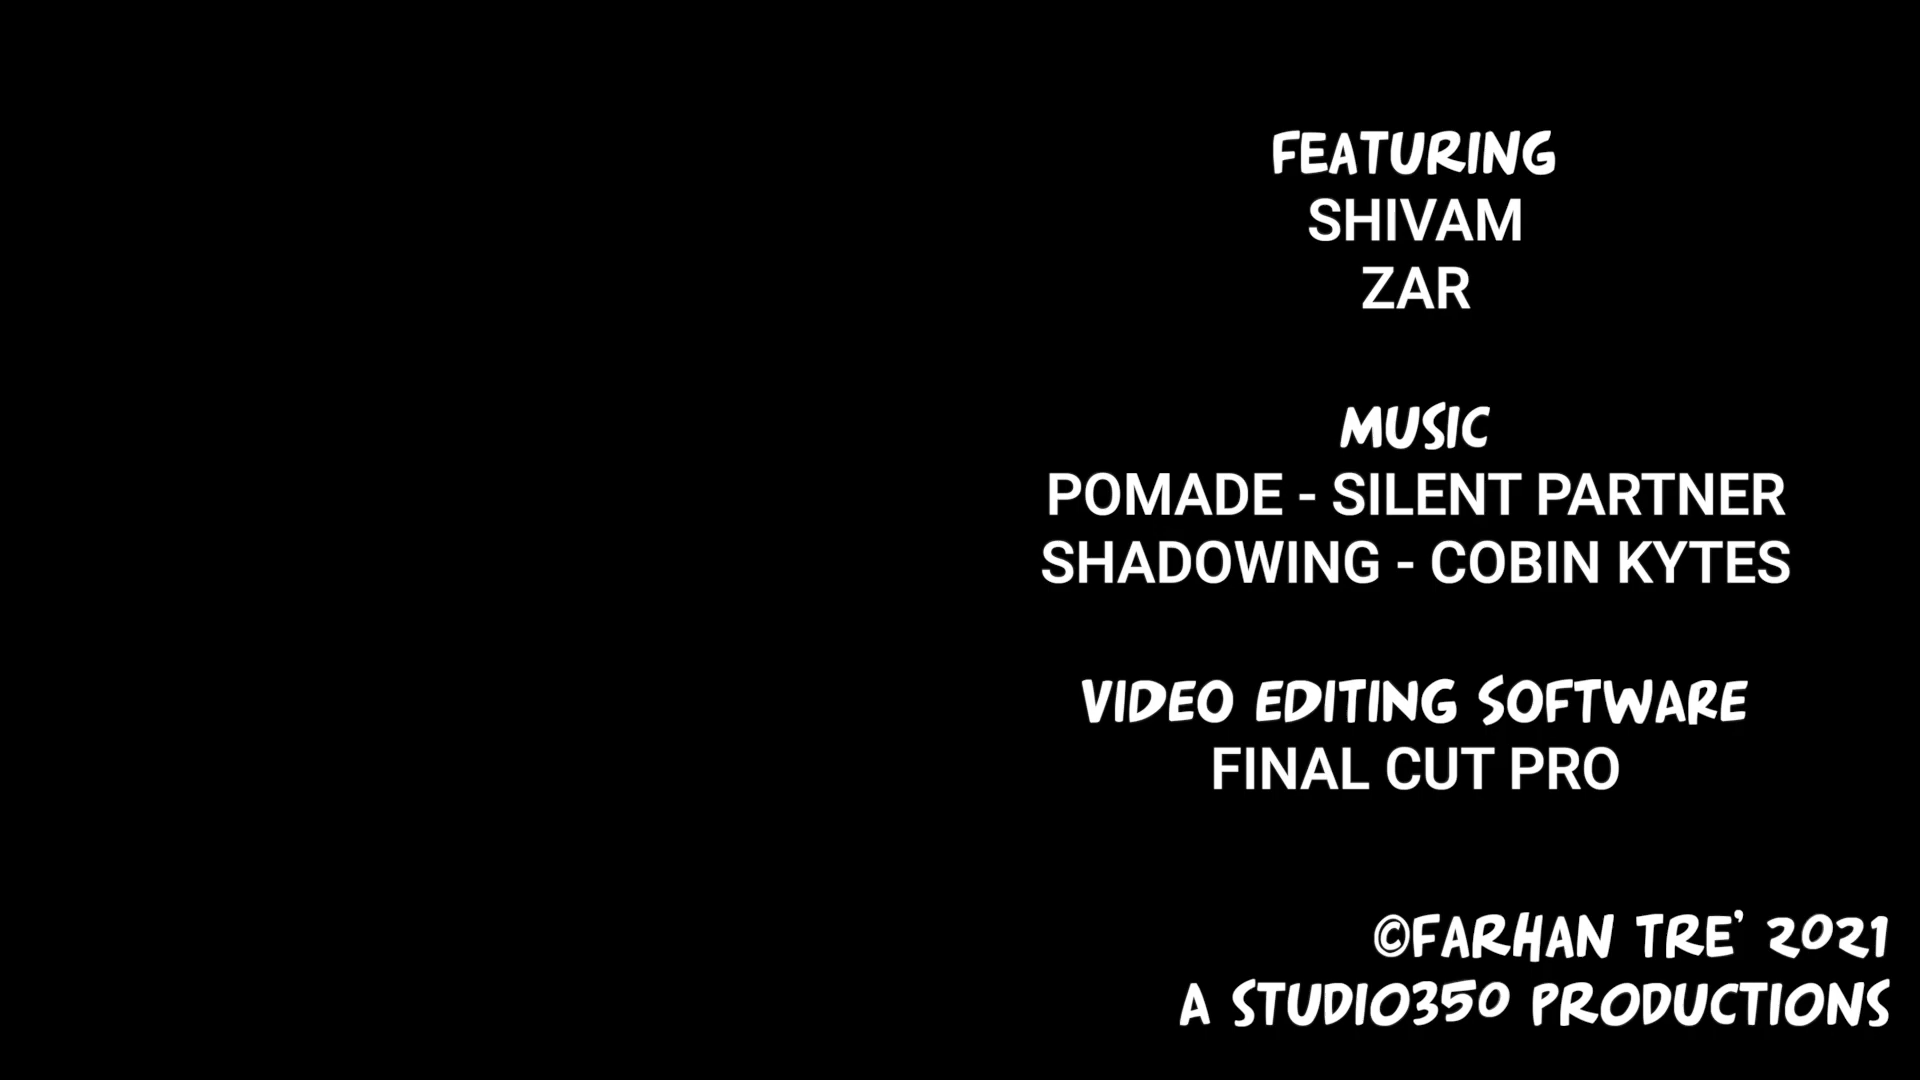 FEATURING
SHIVAM
ZAR
MUSIC
POMADE - SILENT PARTNER
SHADOWING - COBIN KYTES
VIDEO EDITING SOFTWARE
FINAL CUT PRO
©FARHAN TRE' 2021
A STUDIO350 PRODUCTIONS